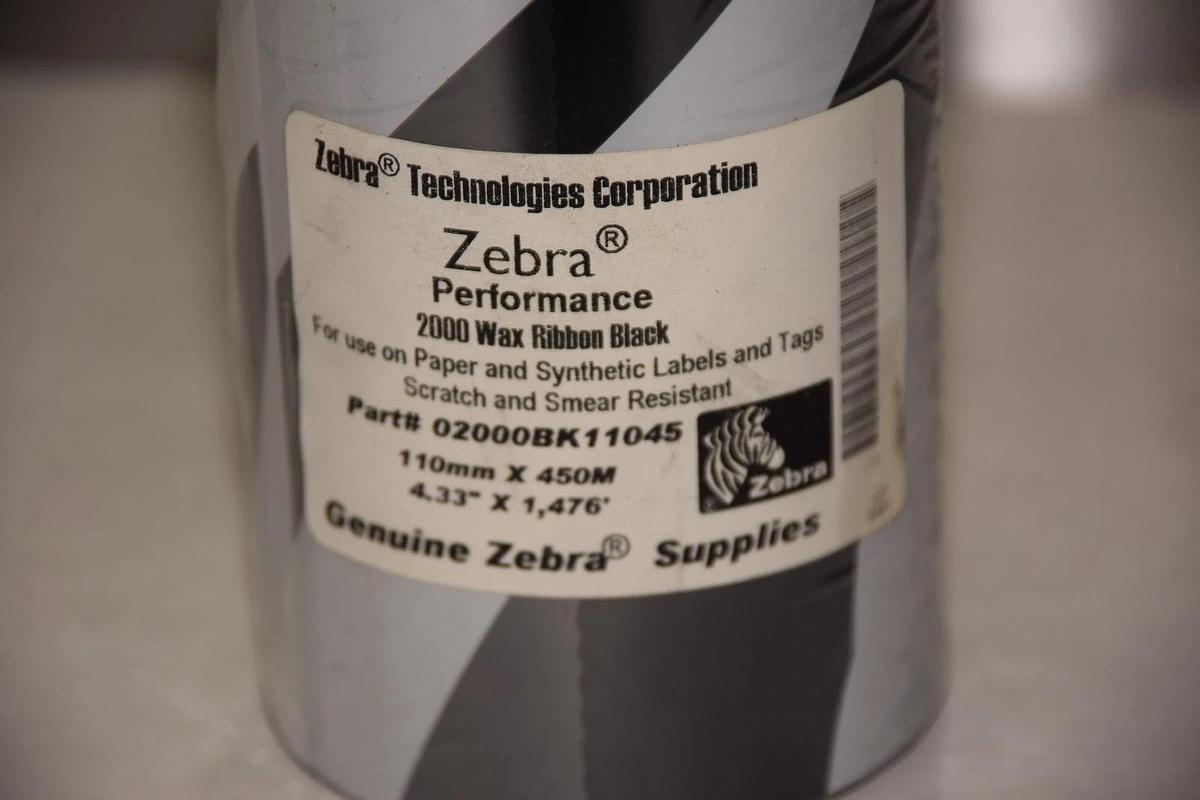 Zebra® Technologies Corporation
Zebra®
Performance
2000 Wax Ribbon Black
For use on Paper and Synthetic Labels and Tags
Scratch and Smear Resistant
Part# 02000BK11045
110mm X 450M
4.33" X 1,476'
Zebra
Genuine Zebra® Supplies